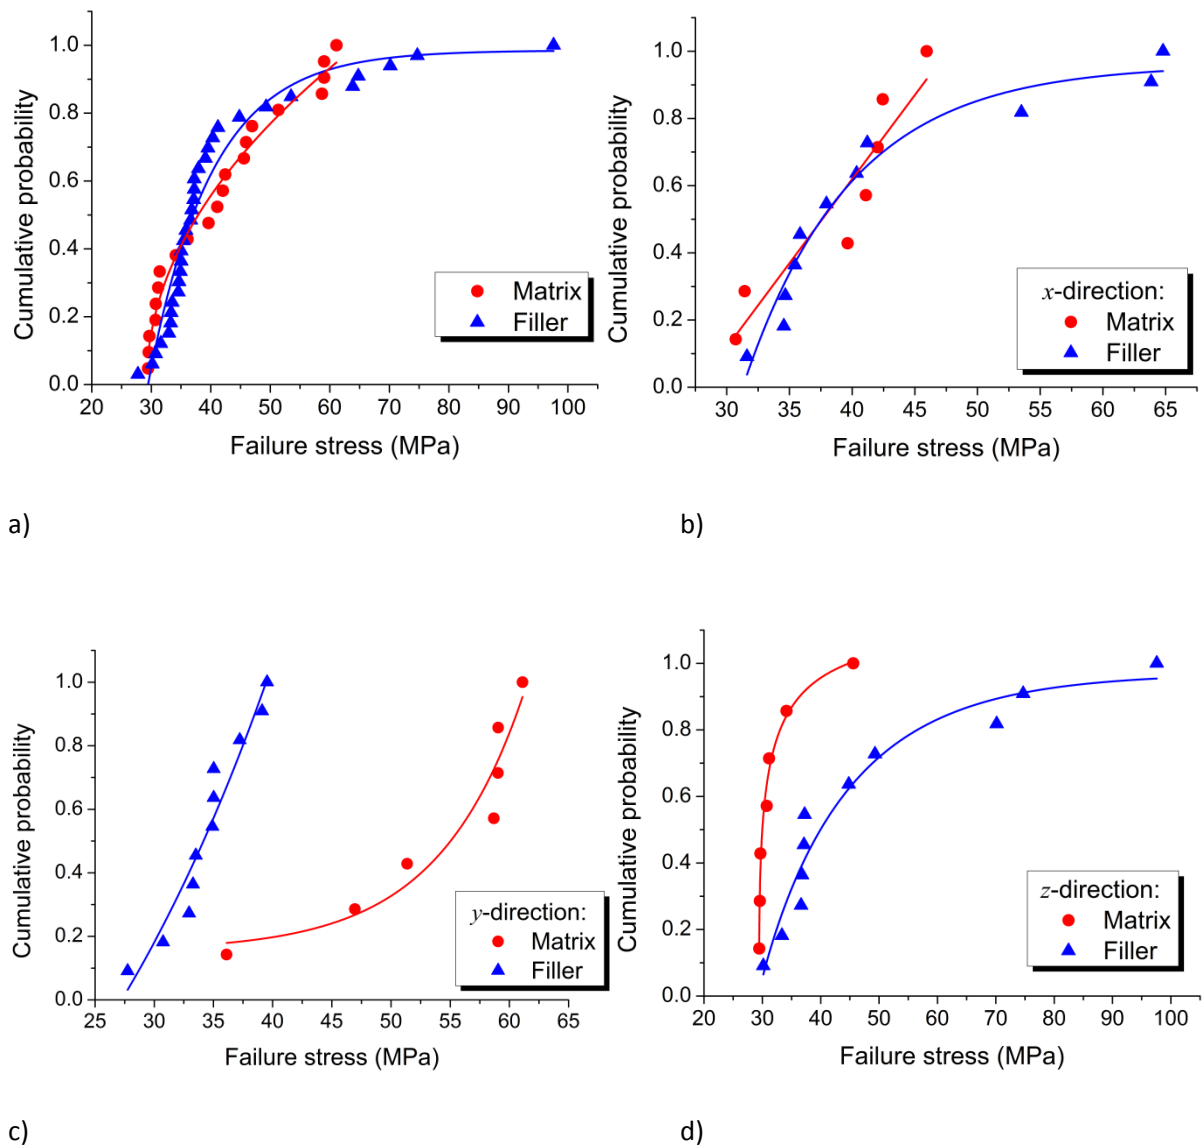 1.0
0.8
0.6
0.4
0.2
0.0
Cumulative probability
20 30 40 50 60 70 80 90 100
Failure stress (MPa)
Matrix
Filler
a)
1.0
0.8
0.6
0.4
0.2
0.0
Cumulative probability
30 35 40 45 50 55 60 65
Failure stress (MPa)
x-direction:
Matrix
Filler
b)
1.0
0.8
0.6
0.4
0.2
0.0
Cumulative probability
25 30 35 40 45 50 55 60 65
Failure stress (MPa)
y-direction:
Matrix
Filler
c)
1.0
0.8
0.6
0.4
0.2
0.0
Cumulative probability
20 30 40 50 60 70 80 90 100
Failure stress (MPa)
z-direction:
Matrix
Filler
d)